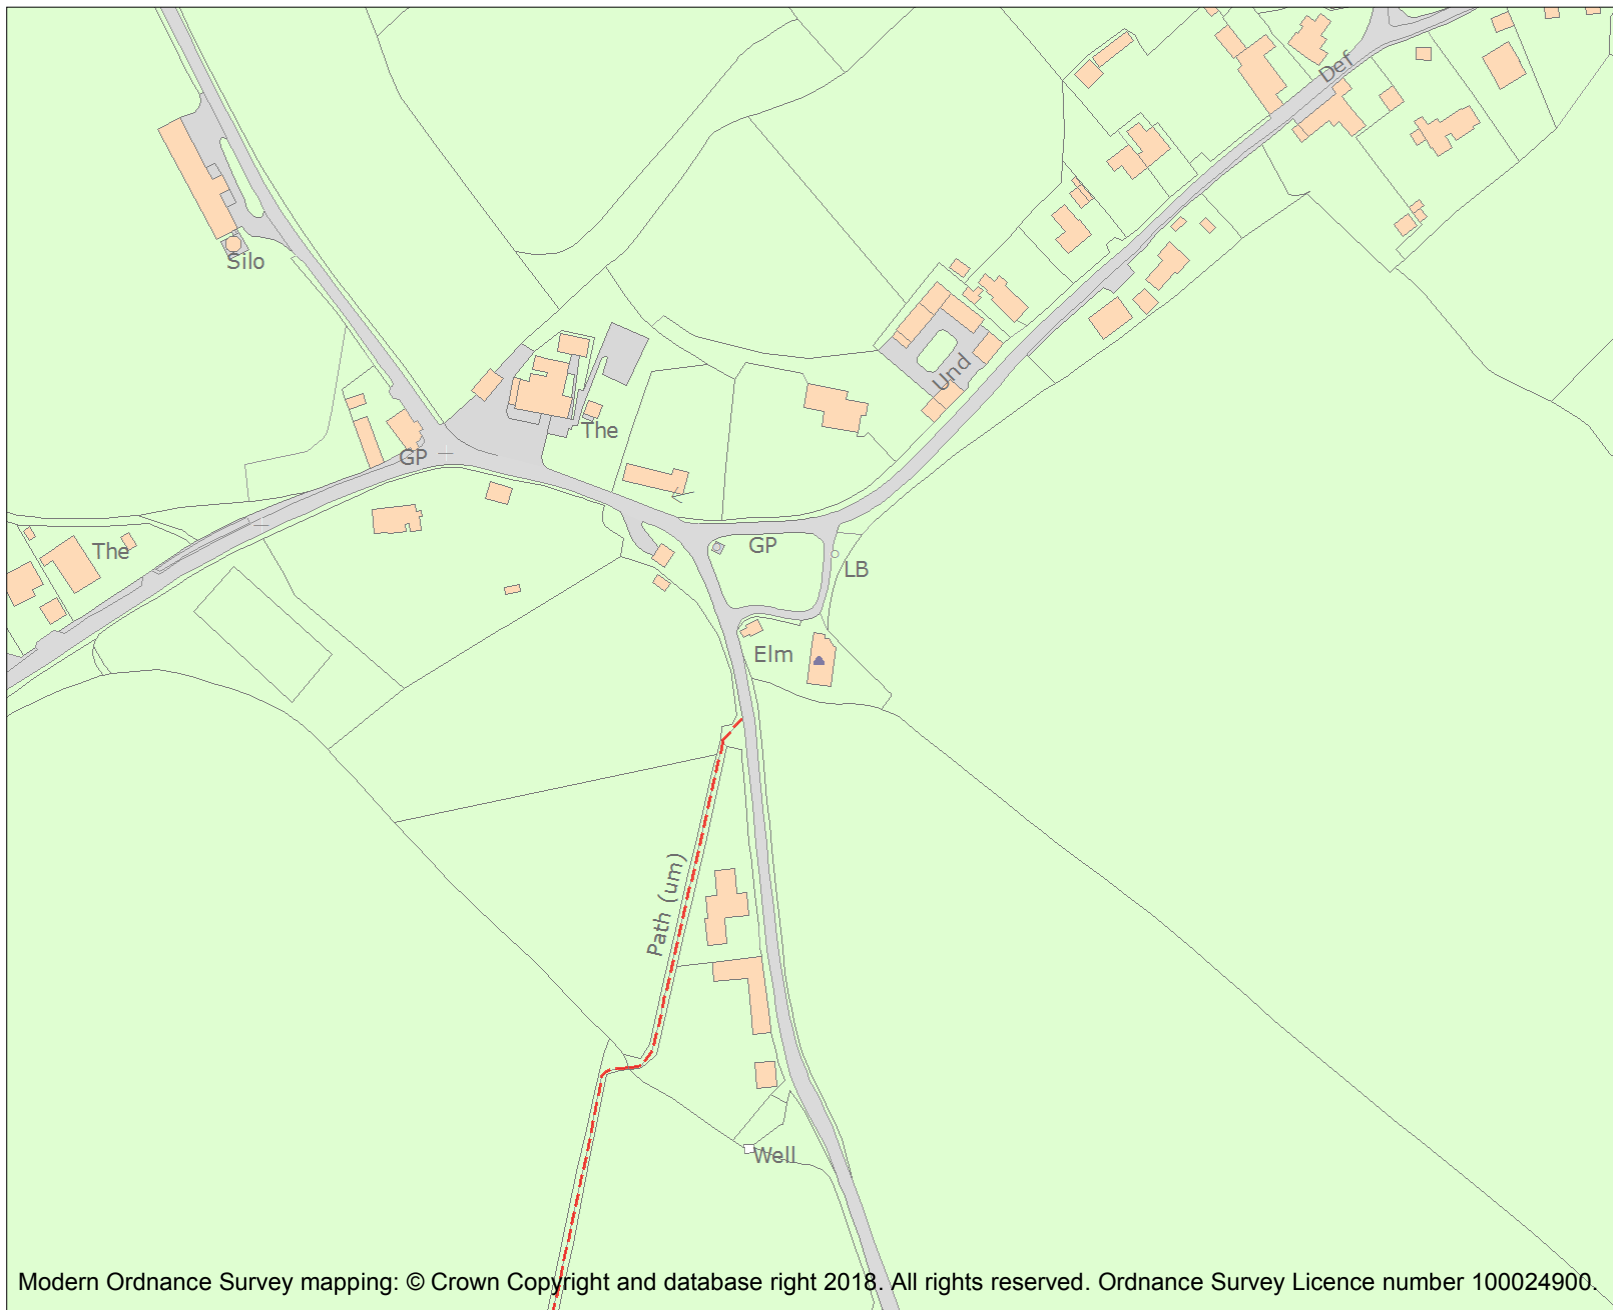 Def
Silo
Und
The
GP
The
GP
LB
Elm
Path (um)
Well
Modern Ordnance Survey mapping: © Crown Copyright and database right 2018. All rights reserved. Ordnance Survey Licence number 100024900.